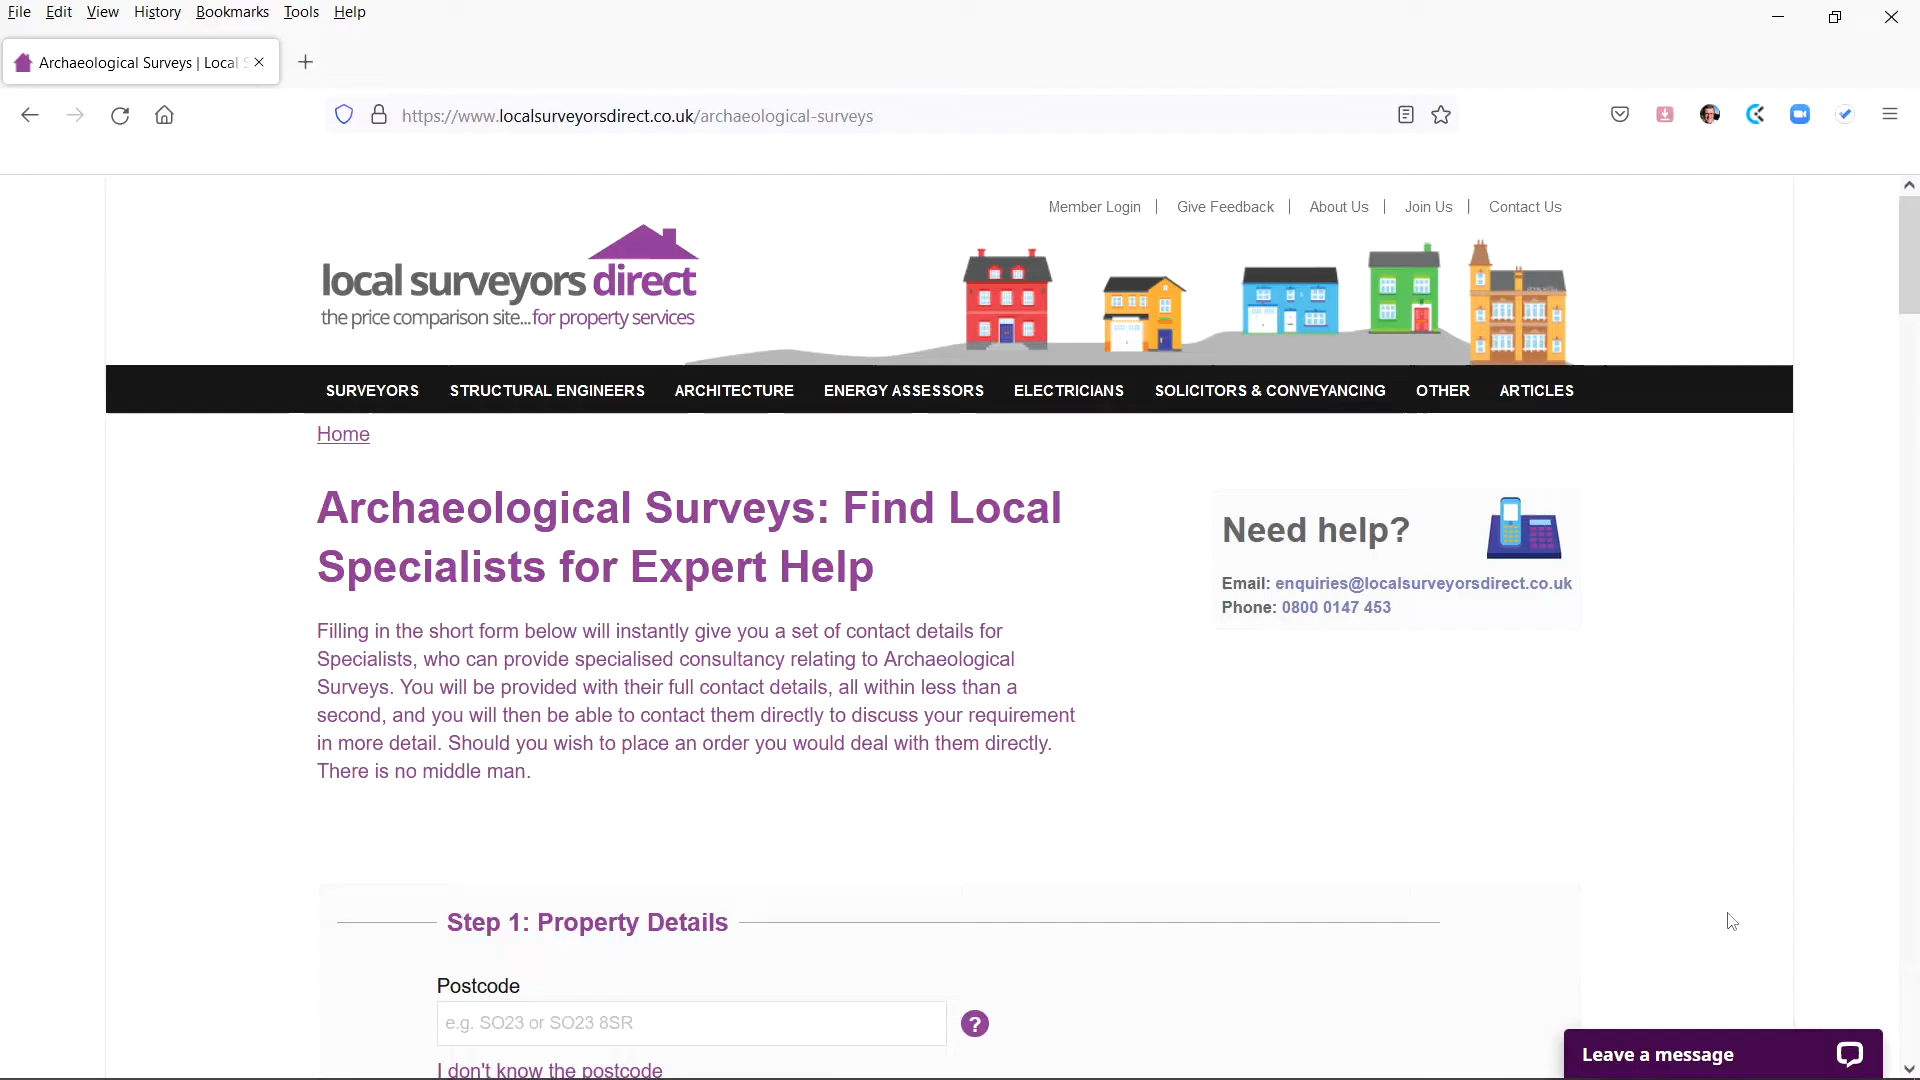 File Edit View History Bookmarks Tools Help
Archaeological Surveys | Local S
https://www.localsurveyorsdirect.co.uk/archaeological-surveys
Member Login | Give Feedback | About Us | Join Us | Contact Us
local surveyors direct
the price comparison site...for property services
SURVEYORS STRUCTURAL ENGINEERS ARCHITECTURE ENERGY ASSESSORS ELECTRICIANS SOLICITORS & CONVEYANCING OTHER ARTICLES
Home
Archaeological Surveys: Find Local
Specialists for Expert Help
Filling in the short form below will instantly give you a set of contact details for
Specialists, who can provide specialised consultancy relating to Archaeological
Surveys. You will be provided with their full contact details, all within less than a
second, and you will then be able to contact them directly to discuss your requirement
in more detail. Should you wish to place an order you would deal with them directly.
There is no middle man.
Need help?
Email: enquiries@localsurveyorsdirect.co.uk
Phone: 0800 0147 453
Step 1: Property Details
Postcode
e.g. SO23 or SO23 8SR
?
I don't know the postcode
Leave a message